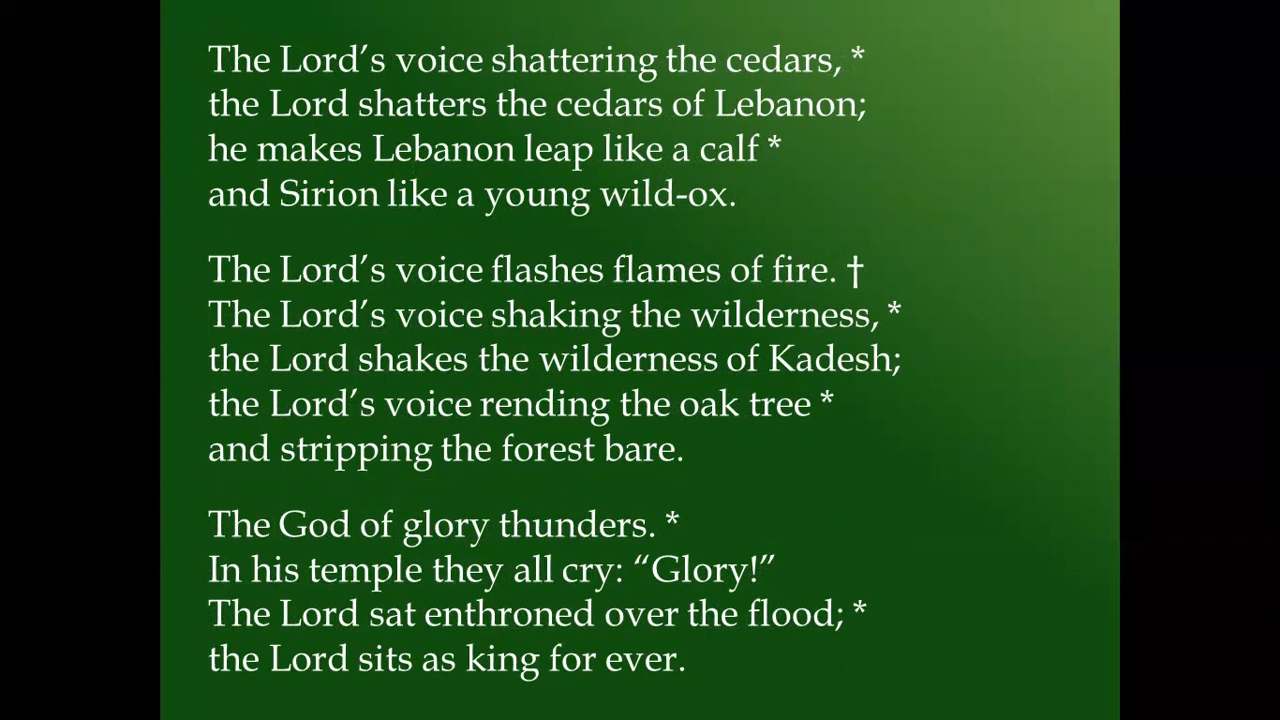 The Lord’s voice shattering the cedars, *
the Lord shatters the cedars of Lebanon;
he makes Lebanon leap like a calf *
and Sirion like a young wild-ox.
The Lord’s voice flashes flames of fire. †
The Lord’s voice shaking the wilderness, *
the Lord shakes the wilderness of Kadesh;
the Lord’s voice rending the oak tree *
and stripping the forest bare.
The God of glory thunders. *
In his temple they all cry: “Glory!”
The Lord sat enthroned over the flood; *
the Lord sits as king for ever.